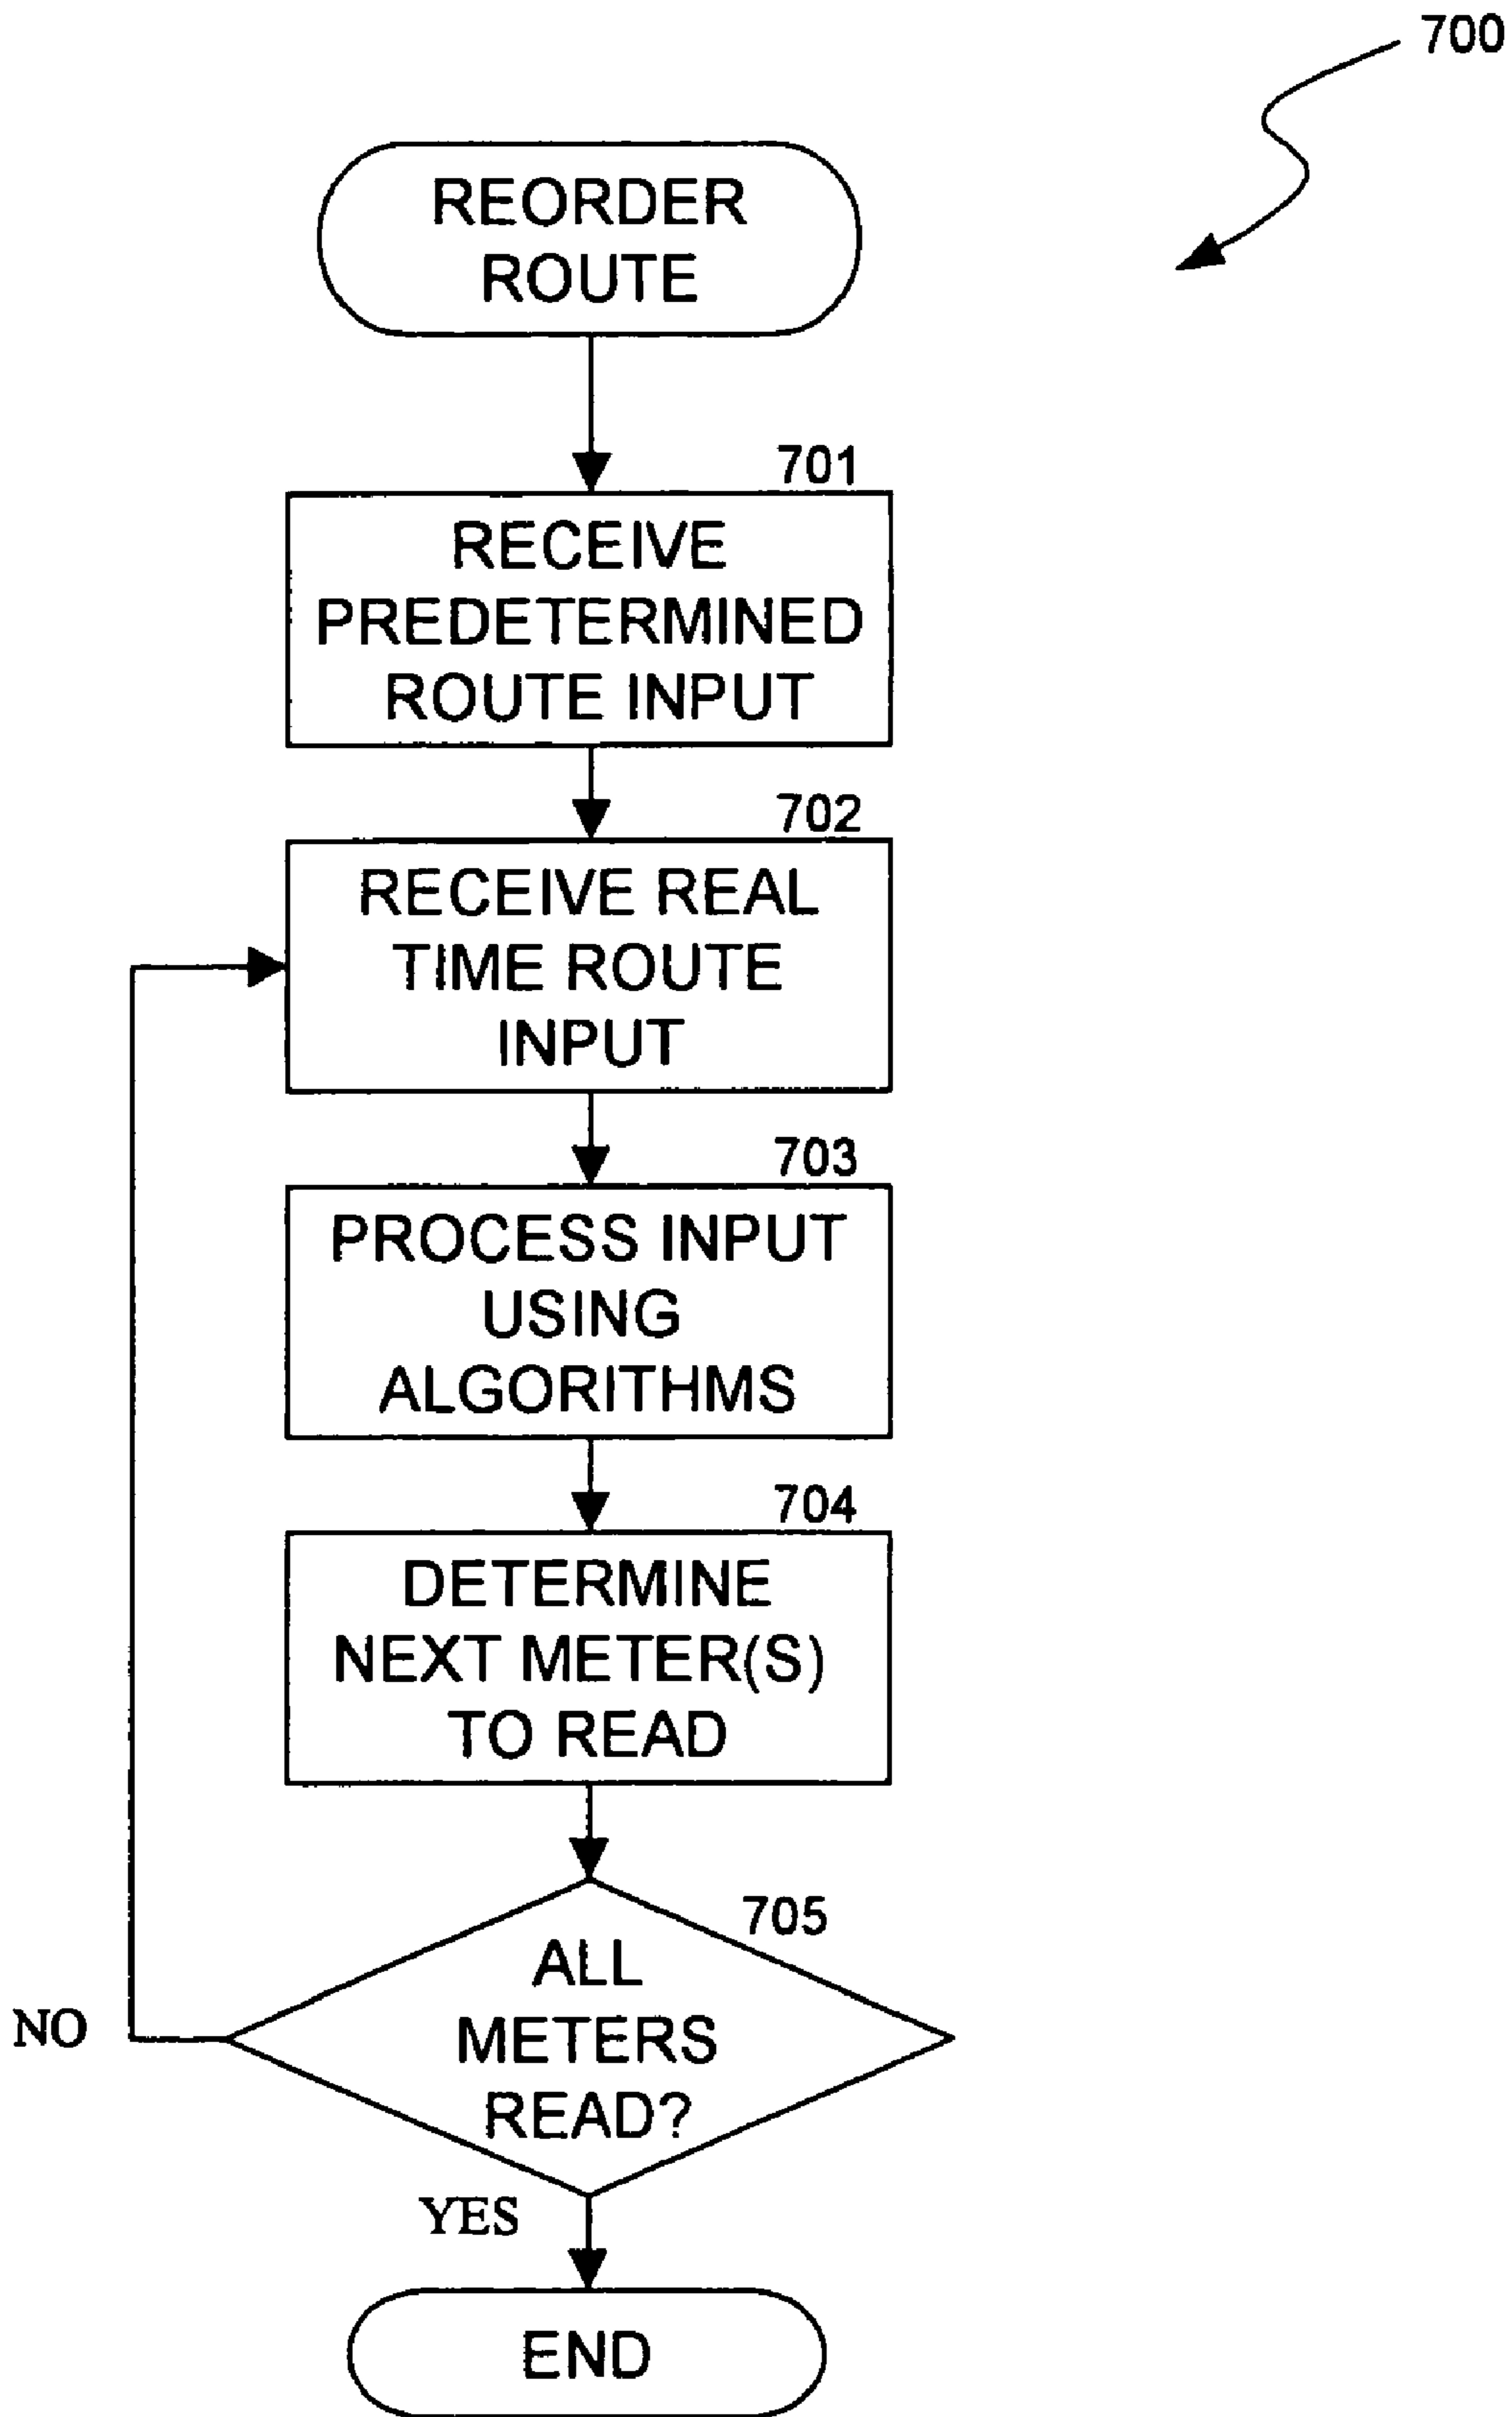 700
REORDER
ROUTE
701
RECEIVE
PREDETERMINED
ROUTE INPUT
702
RECEIVE REAL
TIME ROUTE
INPUT
703
PROCESS INPUT
USING
ALGORITHMS
704
DETERMINE
NEXT METER(S)
TO READ
705
ALL
METERS
READ?
NO
YES
END